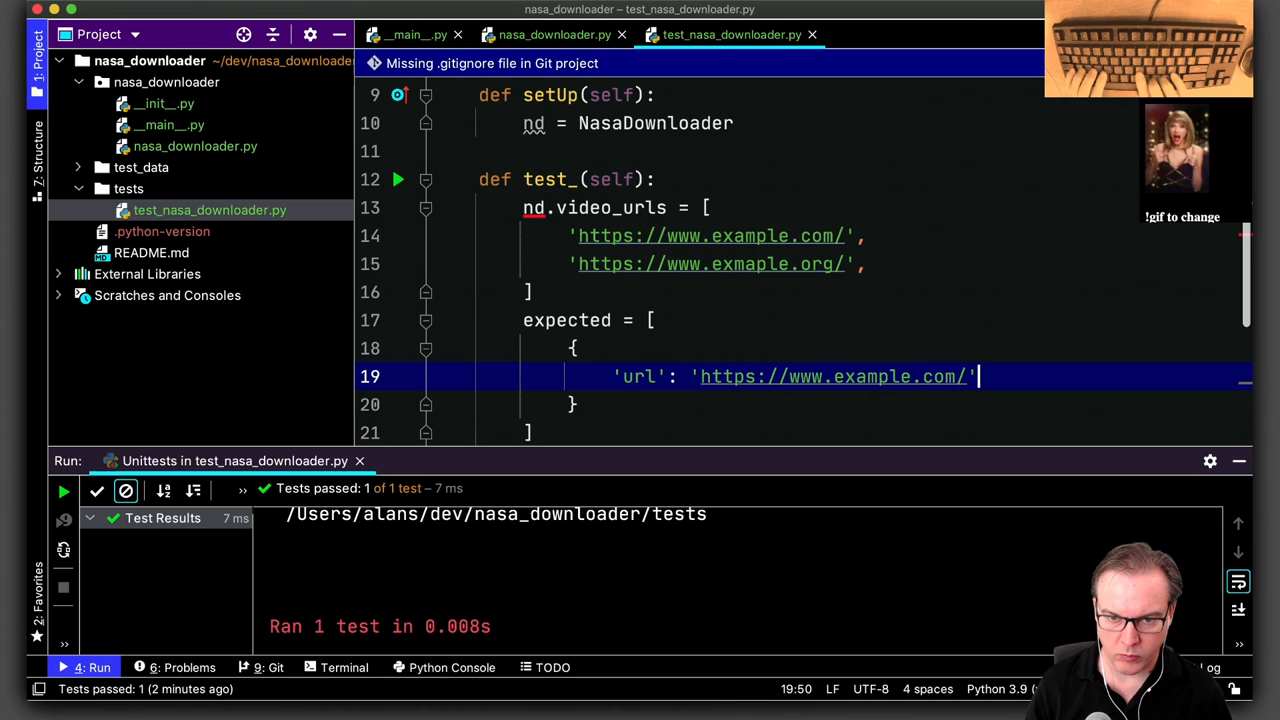 nasa_downloader – test_nasa_downloader.py
Project
__main__.py
nasa_downloader.py
test_nasa_downloader.py
Missing .gitignore file in Git project
1: Project
7: Structure
2: Favorites
nasa_downloader ~/dev/nasa_downloader
nasa_downloader
__init__.py
__main__.py
nasa_downloader.py
test_data
tests
test_nasa_downloader.py
.python-version
README.md
External Libraries
Scratches and Consoles
9 def setUp(self):
10 nd = NasaDownloader
11
12 def test_(self):
13 nd.video_urls = [
14 'https://www.example.com/',
15 'https://www.exmaple.org/',
16 ]
17 expected = [
18 {
19 'url': 'https://www.example.com/'
20 }
21 ]
!gif to change
Run: Unittests in test_nasa_downloader.py
Tests passed: 1 of 1 test – 7 ms
Test Results 7 ms
/Users/alans/dev/nasa_downloader/tests
Ran 1 test in 0.008s
4: Run 6: Problems 9: Git Terminal Python Console TODO Log
Tests passed: 1 (2 minutes ago) 19:50 LF UTF-8 4 spaces Python 3.9